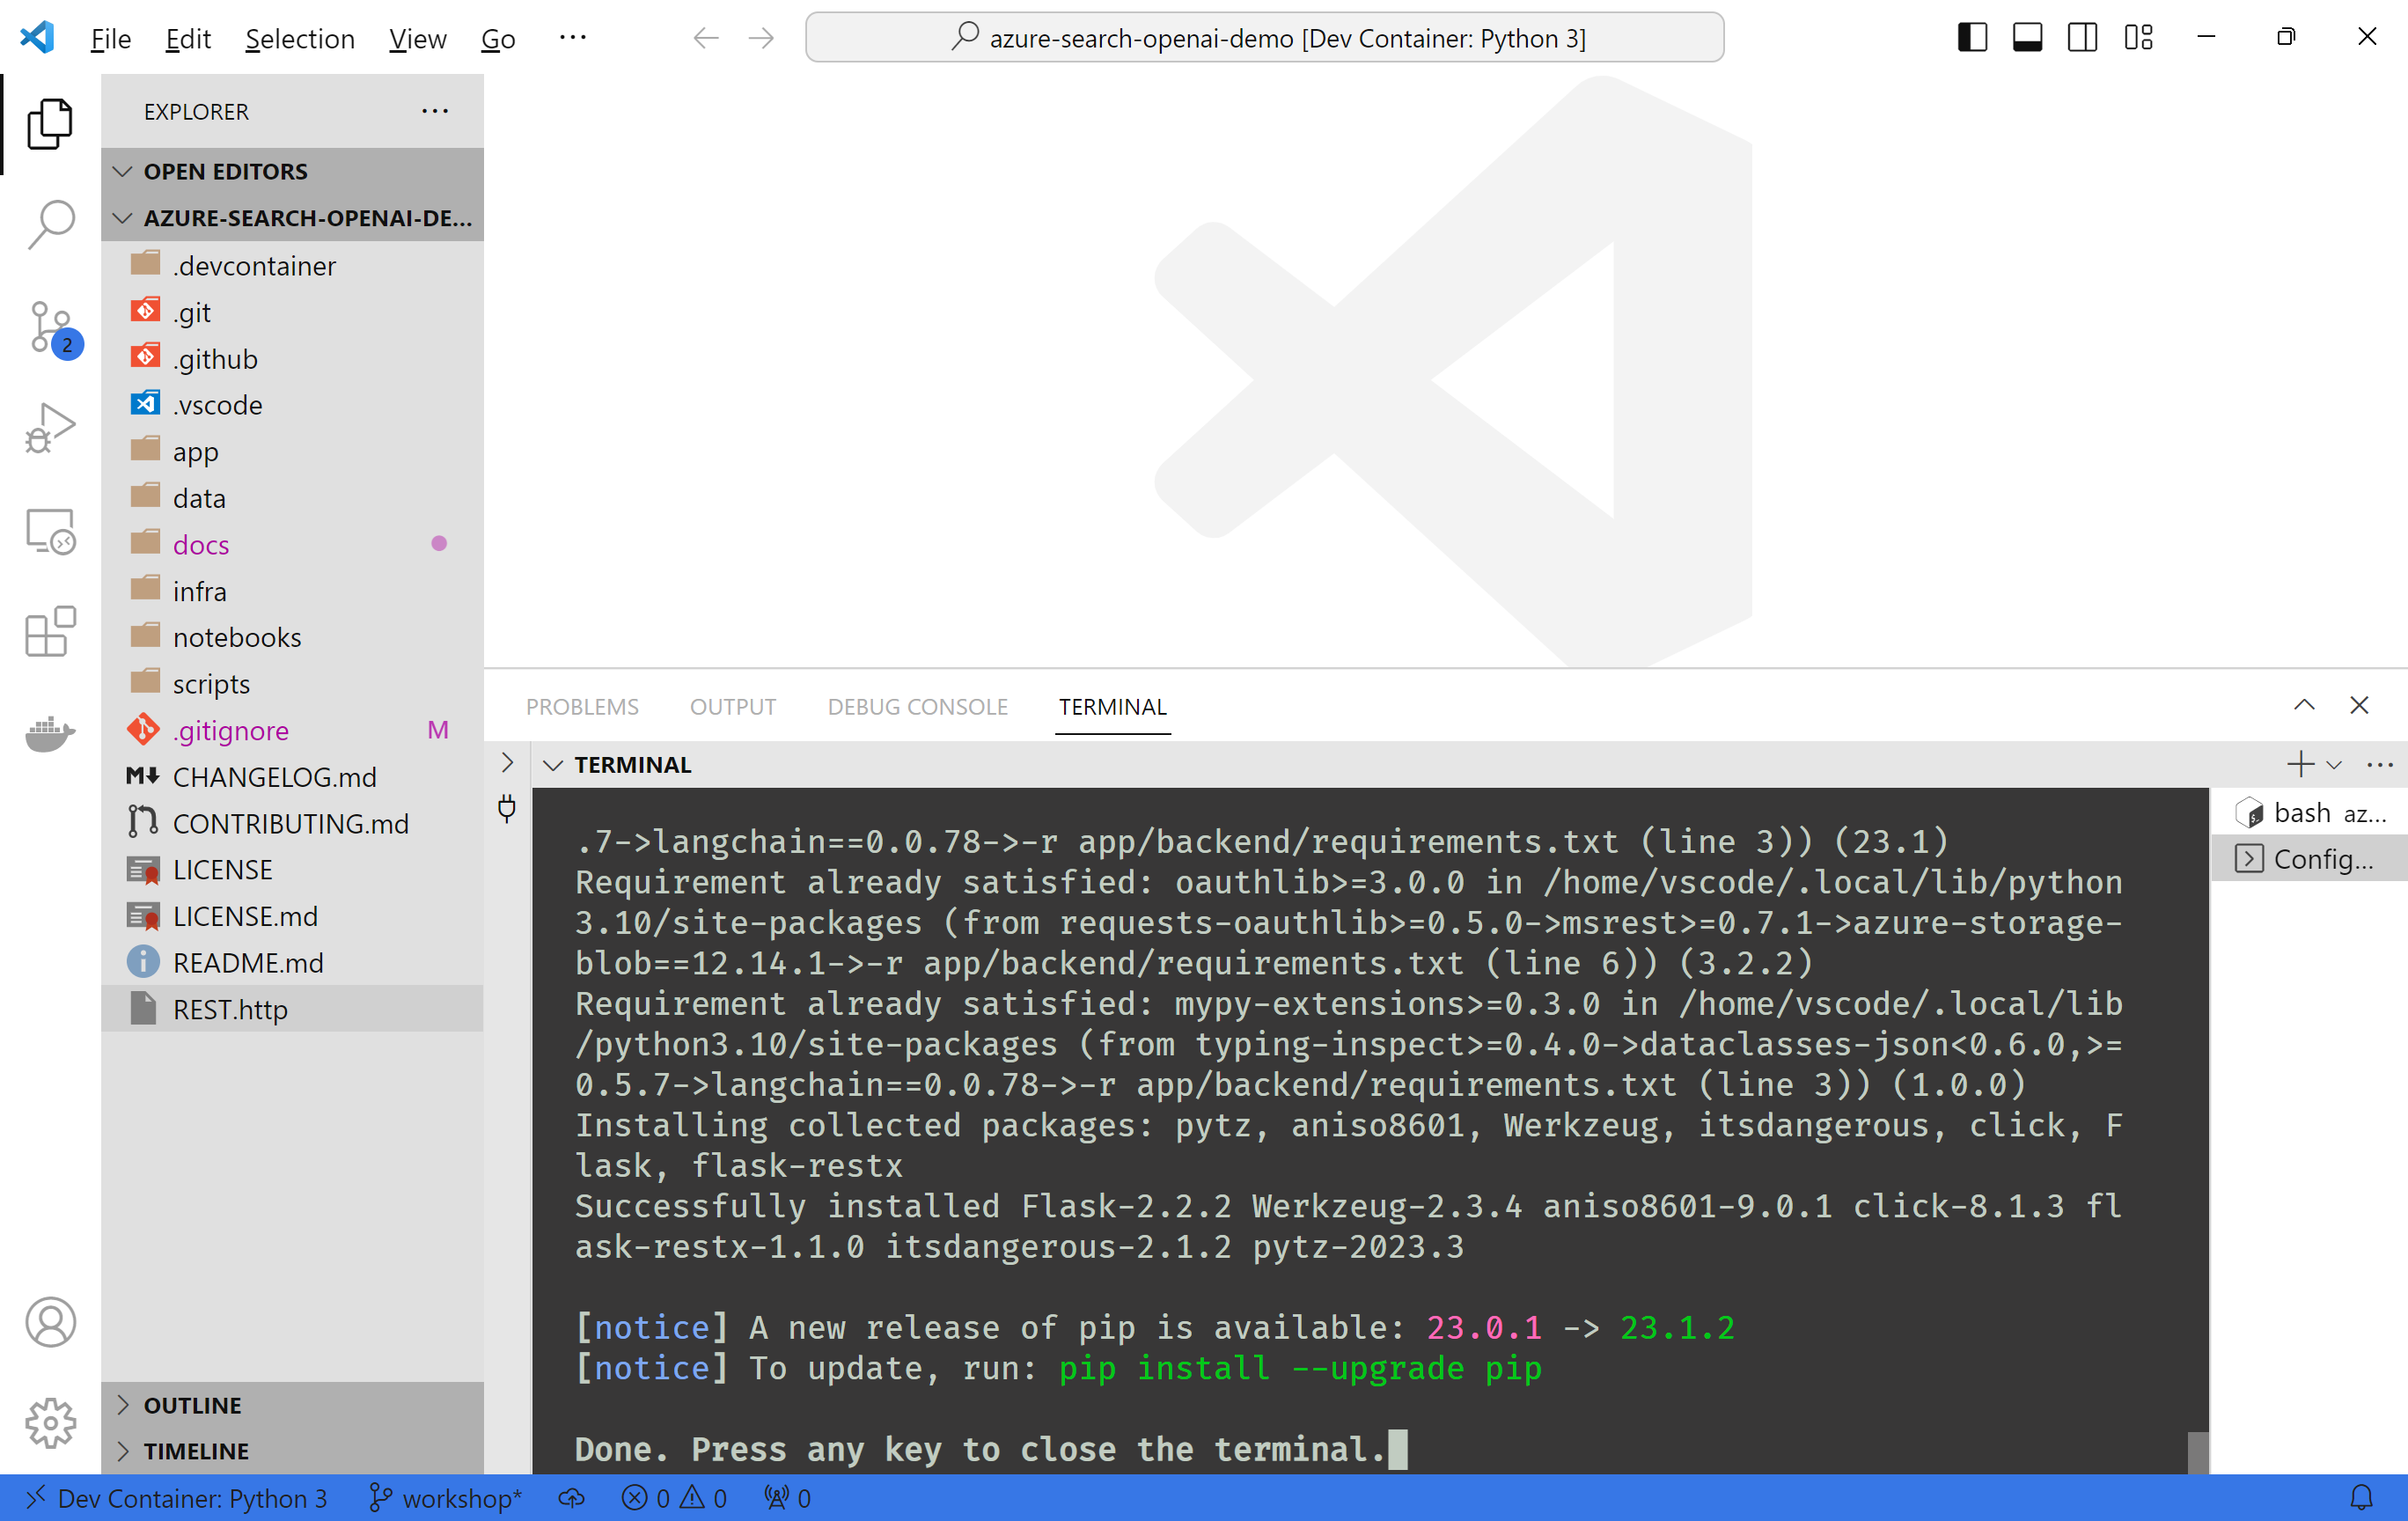 File Edit Selection View Go ···
azure-search-openai-demo [Dev Container: Python 3]
EXPLORER ···
OPEN EDITORS
AZURE-SEARCH-OPENAI-DE...
.devcontainer
.git
.github
.vscode
app
data
docs
infra
notebooks
scripts
.gitignore M
CHANGELOG.md
CONTRIBUTING.md
LICENSE
LICENSE.md
README.md
REST.http
OUTLINE
TIMELINE
2
PROBLEMS OUTPUT DEBUG CONSOLE TERMINAL
TERMINAL
.7->langchain==0.0.78->-r app/backend/requirements.txt (line 3)) (23.1)
Requirement already satisfied: oauthlib>=3.0.0 in /home/vscode/.local/lib/python
3.10/site-packages (from requests-oauthlib>=0.5.0->msrest>=0.7.1->azure-storage-
blob==12.14.1->-r app/backend/requirements.txt (line 6)) (3.2.2)
Requirement already satisfied: mypy-extensions>=0.3.0 in /home/vscode/.local/lib
/python3.10/site-packages (from typing-inspect>=0.4.0->dataclasses-json<0.6.0,>=
0.5.7->langchain==0.0.78->-r app/backend/requirements.txt (line 3)) (1.0.0)
Installing collected packages: pytz, aniso8601, Werkzeug, itsdangerous, click, F
lask, flask-restx
Successfully installed Flask-2.2.2 Werkzeug-2.3.4 aniso8601-9.0.1 click-8.1.3 fl
ask-restx-1.1.0 itsdangerous-2.1.2 pytz-2023.3
[notice] A new release of pip is available: 23.0.1 -> 23.1.2
[notice] To update, run: pip install --upgrade pip
Done. Press any key to close the terminal.
bash az...
Config...
Dev Container: Python 3 workshop* 0 0 0